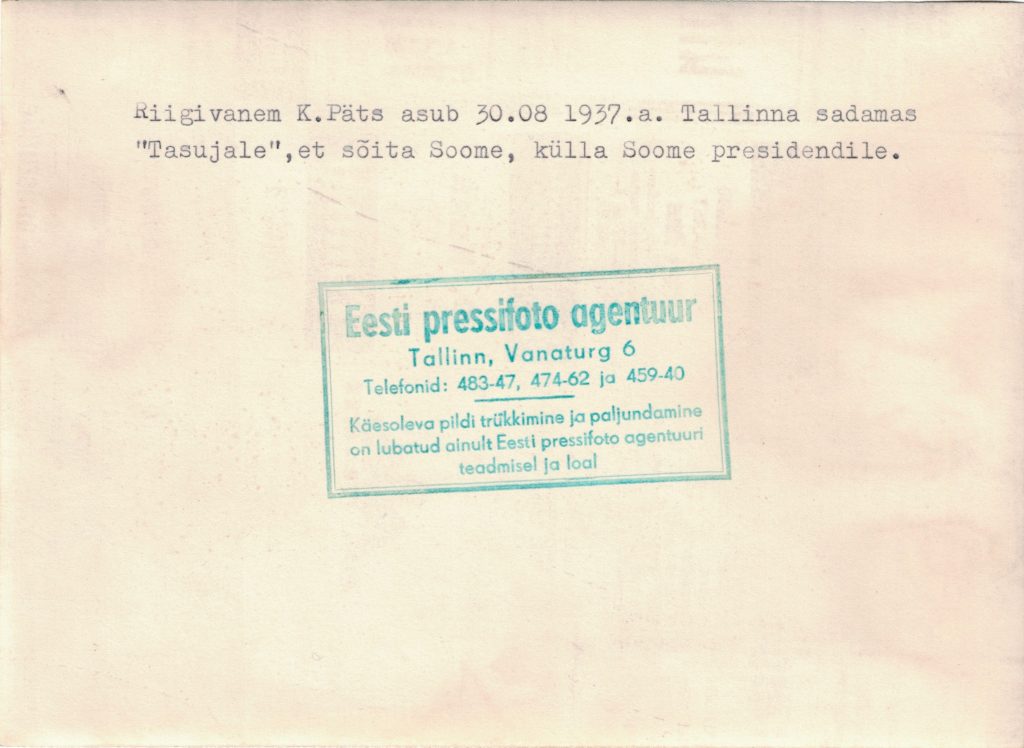 Riigivanem K.Päts asub 30.08 1937.a. Tallinna sadamas
"Tasujale",et sõita Soome, külla Soome presidendile.
Eesti pressifoto agentuur
Tallinn, Vanaturg 6
Telefonid: 483-47, 474-62 ja 459-40
Käesoleva pildi trükkimine ja paljundamine
on lubatud ainult Eesti pressifoto agentuuri
teadmisel ja loal